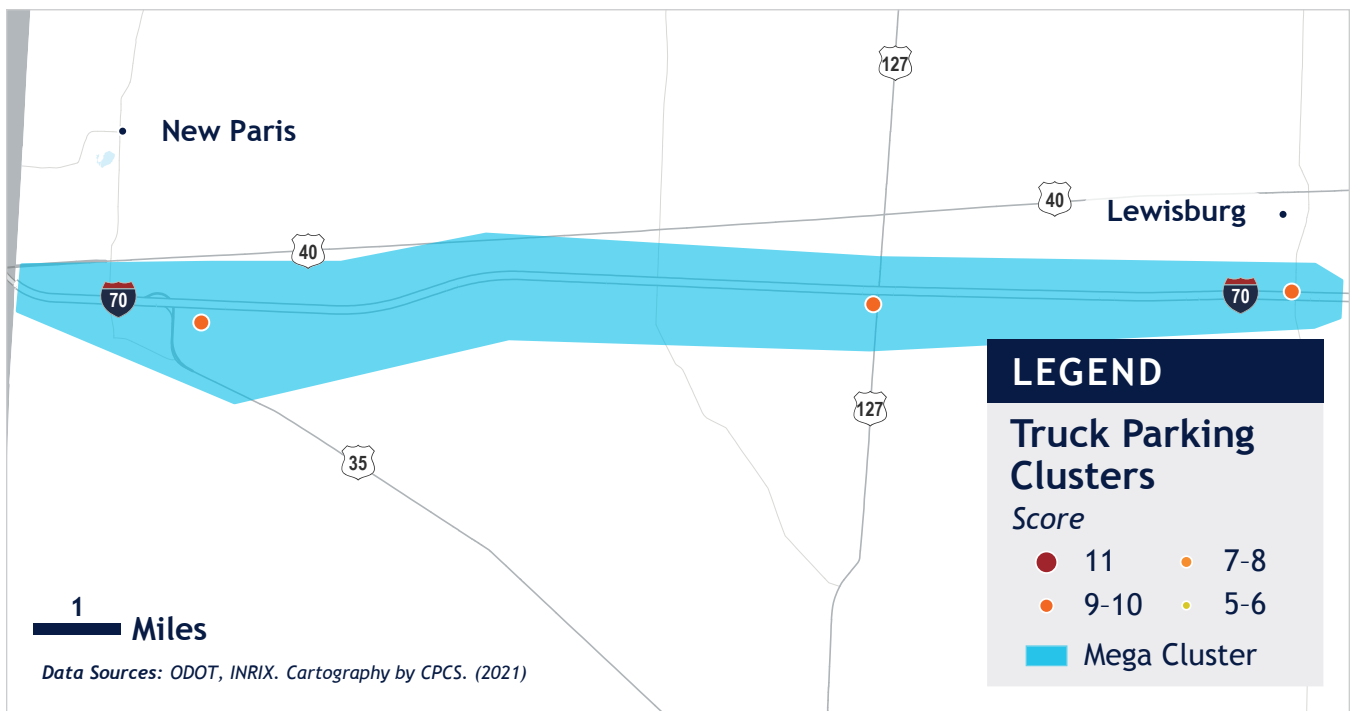 127
New Paris
40
Lewisburg
40
70
70
127
35
LEGEND
Truck Parking
Clusters
Score
11
7–8
9–10
5–6
Mega Cluster
1
Miles
Data Sources: ODOT, INRIX. Cartography by CPCS. (2021)